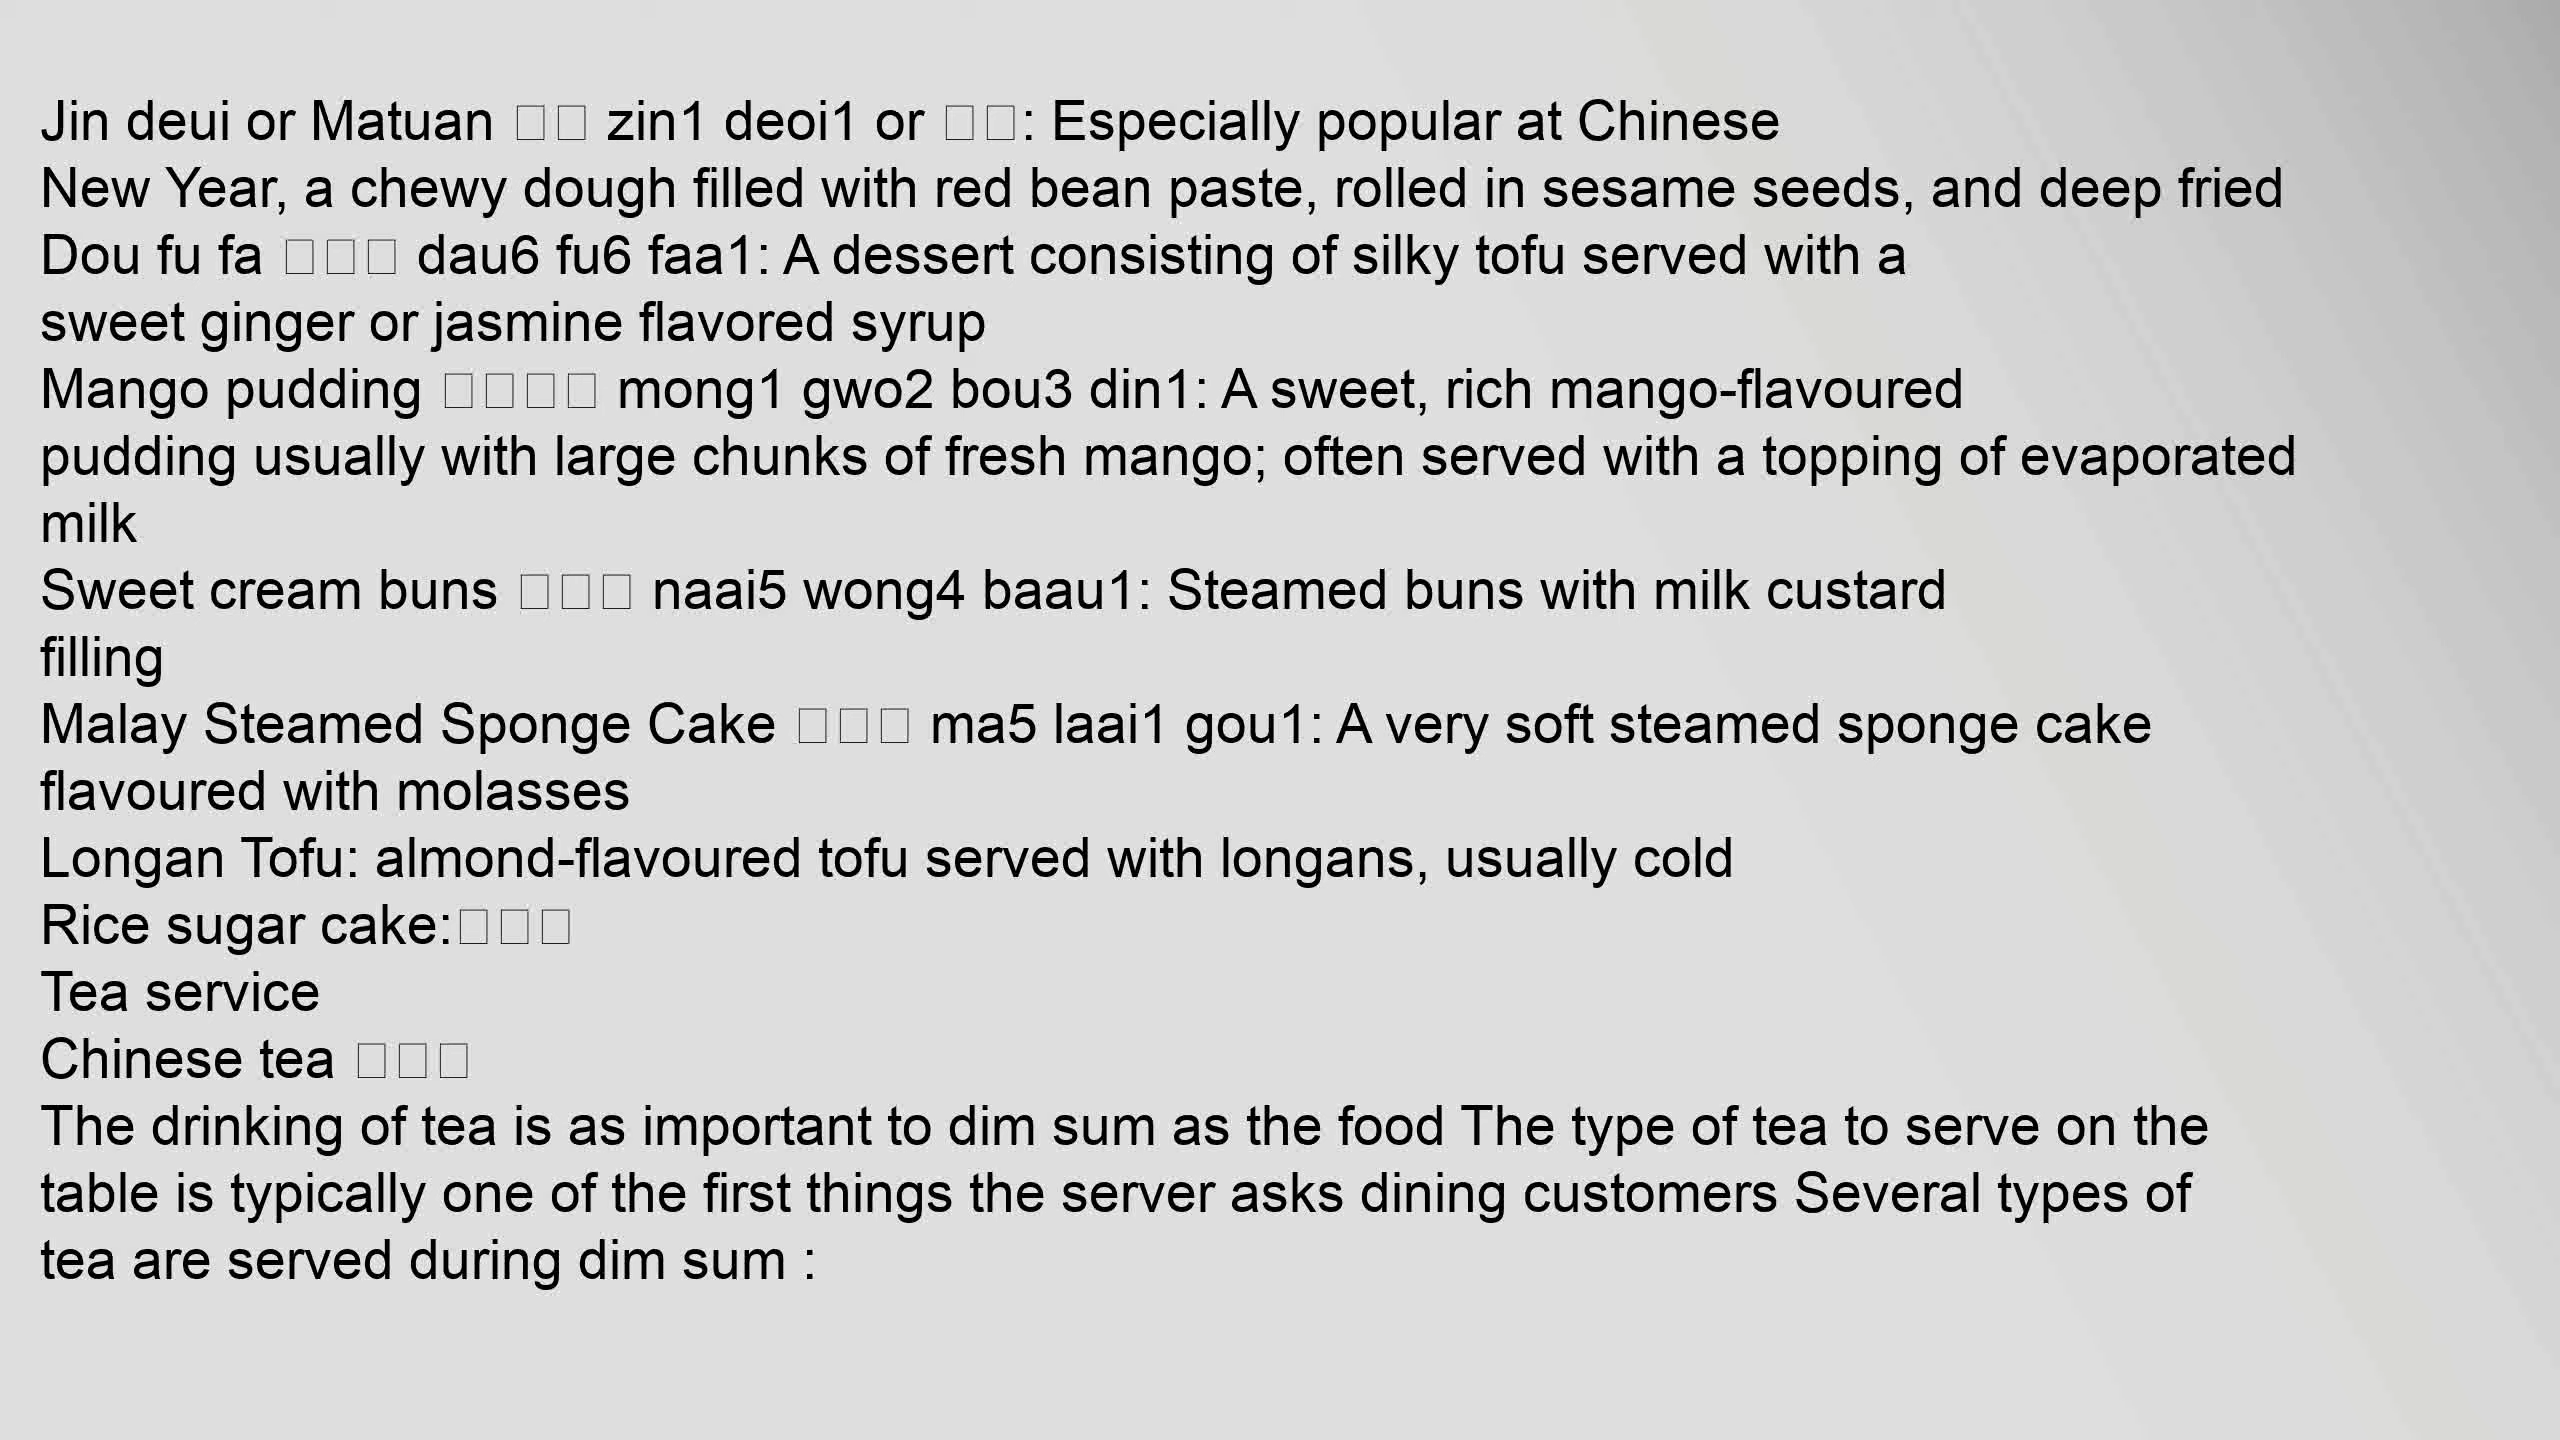 Jin deui or Matuan □□ zin1 deoi1 or □□: Especially popular at Chinese
New Year, a chewy dough filled with red bean paste, rolled in sesame seeds, and deep fried
Dou fu fa □□□ dau6 fu6 faa1: A dessert consisting of silky tofu served with a
sweet ginger or jasmine flavored syrup
Mango pudding □□□□ mong1 gwo2 bou3 din1: A sweet, rich mango-flavoured
pudding usually with large chunks of fresh mango; often served with a topping of evaporated
milk
Sweet cream buns □□□ naai5 wong4 baau1: Steamed buns with milk custard
filling
Malay Steamed Sponge Cake □□□ ma5 laai1 gou1: A very soft steamed sponge cake
flavoured with molasses
Longan Tofu: almond-flavoured tofu served with longans, usually cold
Rice sugar cake:□□□
Tea service
Chinese tea □□□
The drinking of tea is as important to dim sum as the food The type of tea to serve on the
table is typically one of the first things the server asks dining customers Several types of
tea are served during dim sum :